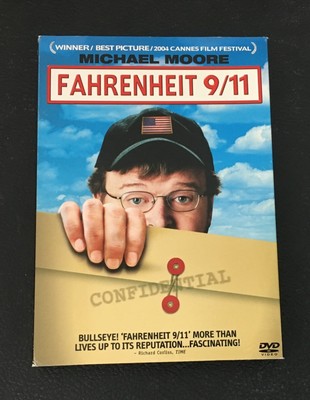 WINNER / BEST PICTURE / 2004 CANNES FILM FESTIVAL
MICHAEL MOORE
FAHRENHEIT 9/11
CONFIDENTIAL
BULLSEYE! 'FAHRENHEIT 9/11' MORE THAN
LIVES UP TO ITS REPUTATION...FASCINATING!
- Richard Corliss, TIME
DVD
VIDEO